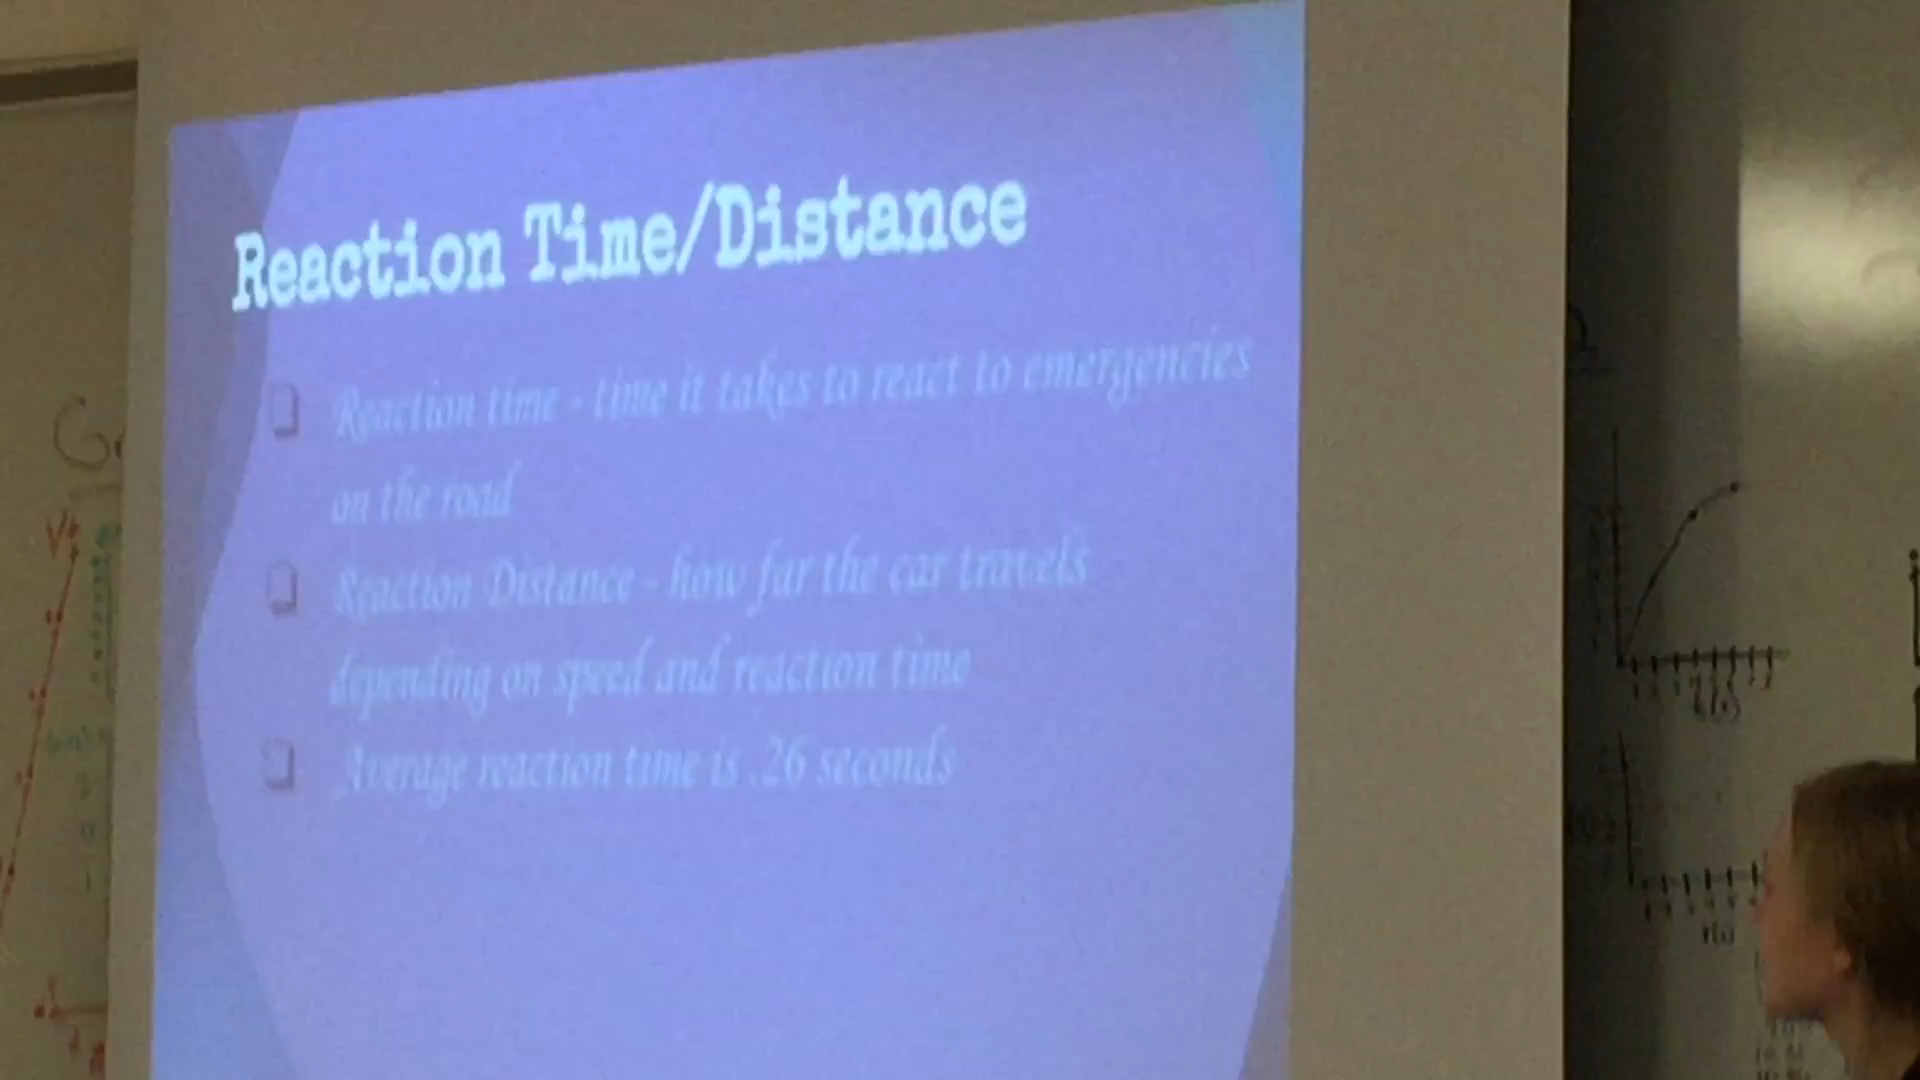 Reaction Time/Distance
Reaction time - time it takes to react to emergencies
on the road
Reaction Distance - how far the car travels
depending on speed and reaction time
Average reaction time is .26 seconds